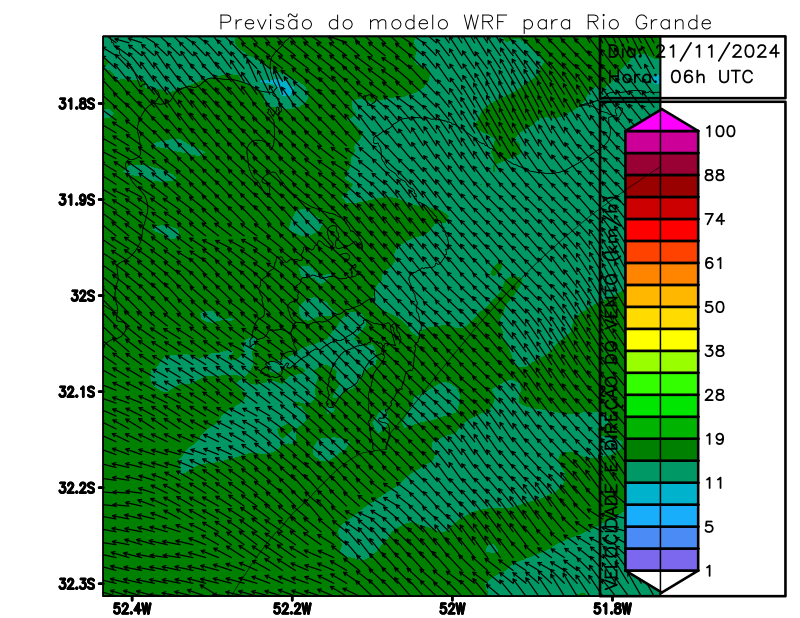 Previsão do modelo WRF para Rio Grande
Dia: 21/11/2024
Hora: 06h UTC
31.8S
31.9S
32S
32.1S
32.2S
32.3S
52.4W
52.2W
52W
51.8W
VELOCIDADE E DIREÇÃO DO VENTO (km/h)
100
88
74
61
50
38
28
19
11
5
1